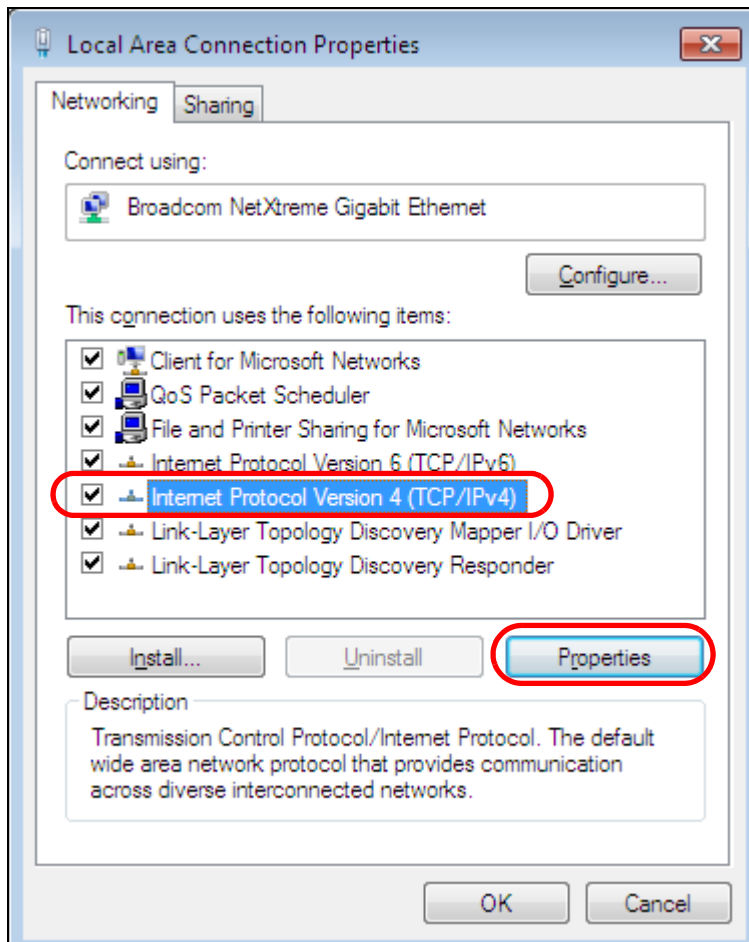 Local Area Connection Properties
Networking
Sharing
Connect using:
Broadcom NetXtreme Gigabit Ethernet
Configure...
This connection uses the following items:
Client for Microsoft Networks
QoS Packet Scheduler
File and Printer Sharing for Microsoft Networks
Internet Protocol Version 6 (TCP/IPv6)
Internet Protocol Version 4 (TCP/IPv4)
Link-Layer Topology Discovery Mapper I/O Driver
Link-Layer Topology Discovery Responder
Install...
Uninstall
Properties
Description
Transmission Control Protocol/Internet Protocol. The default
wide area network protocol that provides communication
across diverse interconnected networks.
OK
Cancel